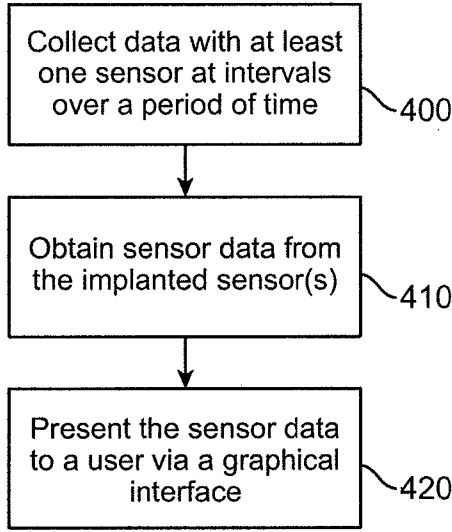 Collect data with at least
one sensor at intervals
over a period of time
400
Obtain sensor data from
the implanted sensor(s)
410
Present the sensor data
to a user via a graphical
interface
420